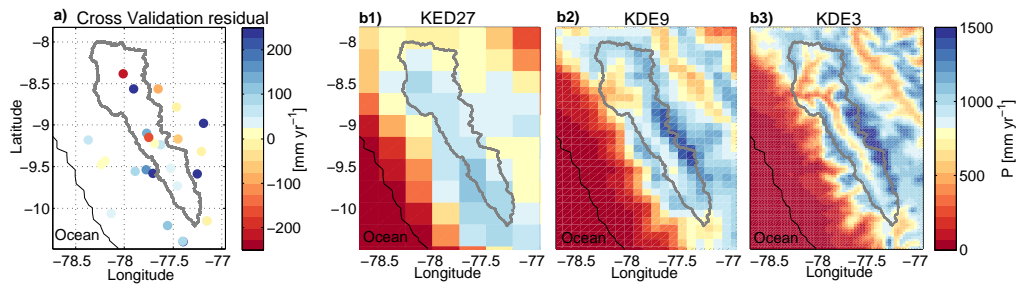 a) Cross Validation residual
b1) KED27
b2) KDE9
b3) KDE3
−8
−8.5
−9
−9.5
−10
Latitude
Ocean
−78.5 −78 −77.5 −77
Longitude
200
100
0
−100
−200
[mm yr−1]
−8
−8.5
−9
−9.5
−10
Ocean
−78.5 −78 −77.5 −77
Longitude
Ocean
−78.5 −78 −77.5 −77
Longitude
Ocean
−78.5 −78 −77.5 −77
Longitude
1500
1000
500
0
P [mm yr−1]